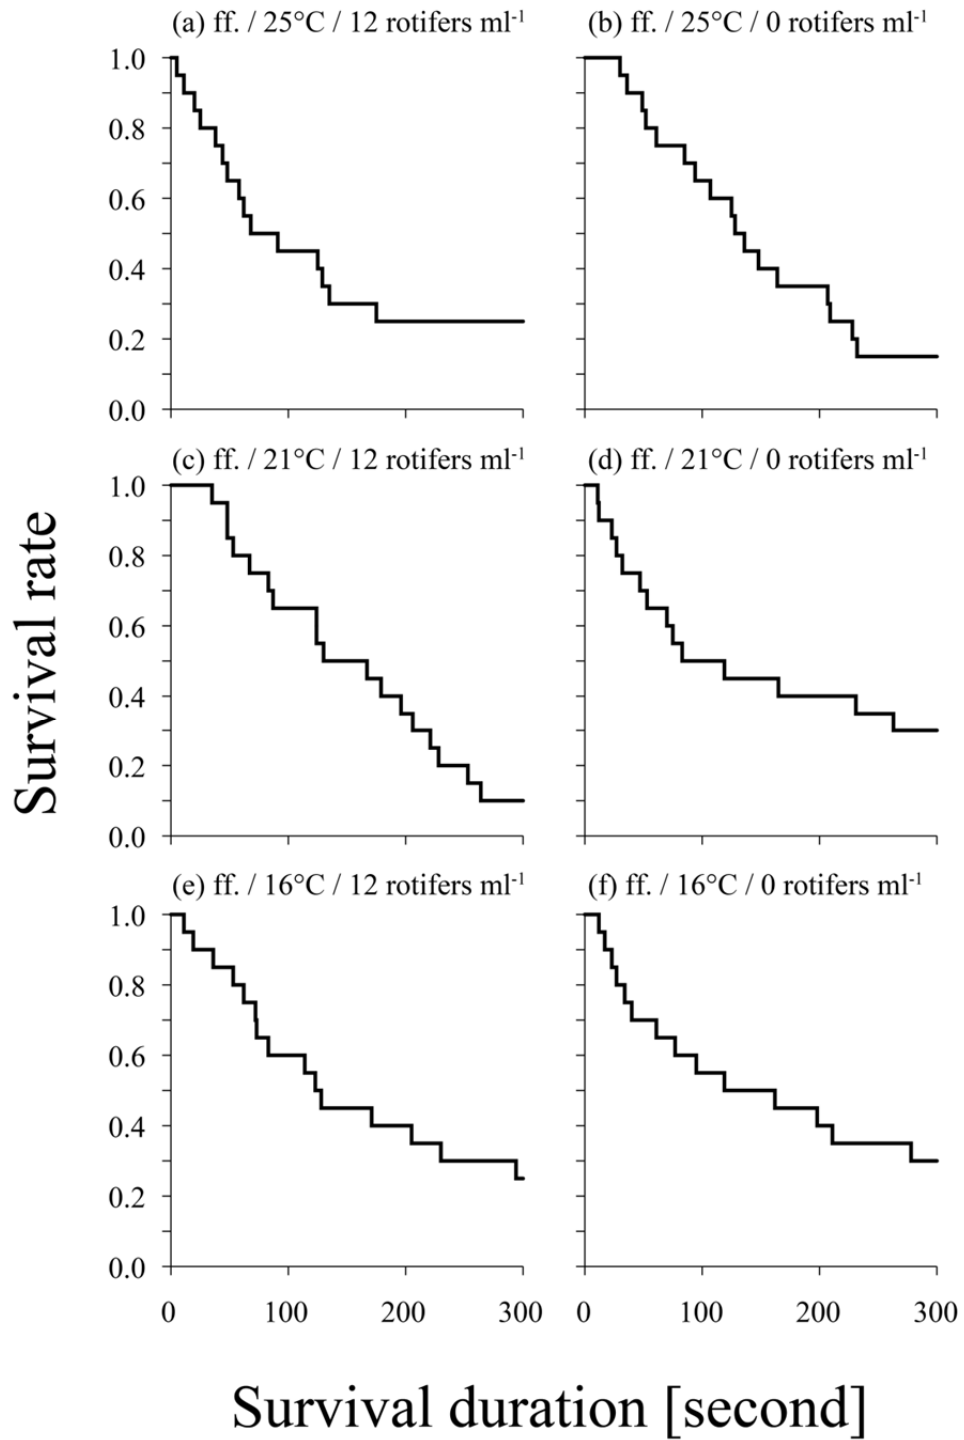 (a) ff. / 25°C / 12 rotifers ml⁻¹
(b) ff. / 25°C / 0 rotifers ml⁻¹
1.0
0.8
0.6
0.4
0.2
0.0
(c) ff. / 21°C / 12 rotifers ml⁻¹
(d) ff. / 21°C / 0 rotifers ml⁻¹
1.0
0.8
0.6
0.4
0.2
0.0
Survival rate
(e) ff. / 16°C / 12 rotifers ml⁻¹
(f) ff. / 16°C / 0 rotifers ml⁻¹
1.0
0.8
0.6
0.4
0.2
0.0
0 100 200 300
0 100 200 300
Survival duration [second]